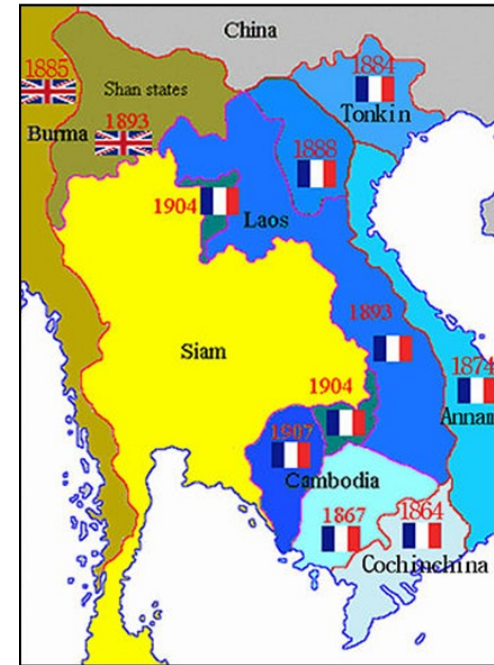 China
1885
1884
Shan states
Tonkin
Burma
1893
1888
1904
Laos
1893
Siam
1904
1874
Annam
1907
Cambodia
1867
1864
Cochinchina